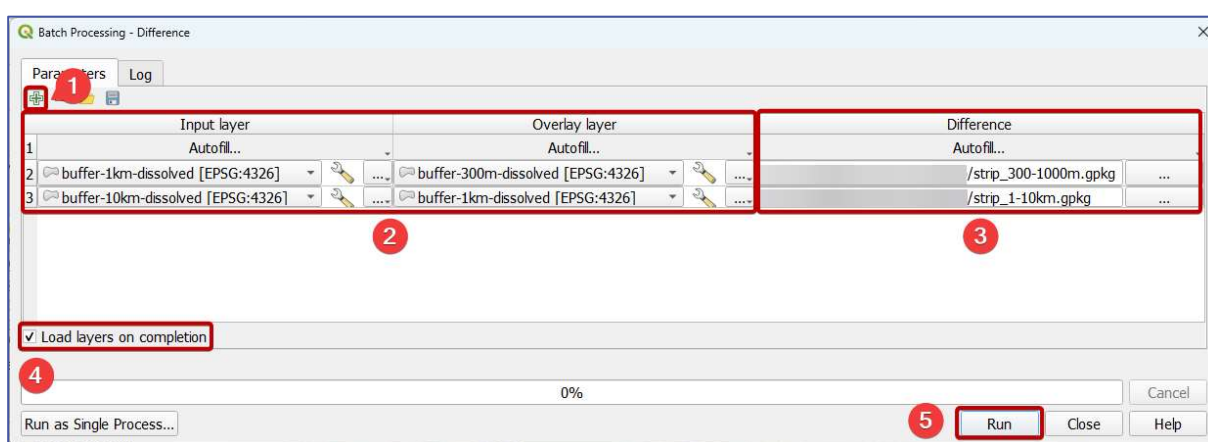 Batch Processing - Difference
Parameters Log
1
Input layer Overlay layer Difference
1 Autofill... Autofill... Autofill...
2 buffer-1km-dissolved [EPSG:4326] ... buffer-300m-dissolved [EPSG:4326] ... /strip_300-1000m.gpkg ...
3 buffer-10km-dissolved [EPSG:4326] ... buffer-1km-dissolved [EPSG:4326] ... /strip_1-10km.gpkg ...
2 3
Load layers on completion
4
0% Cancel
Run as Single Process... 5 Run Close Help